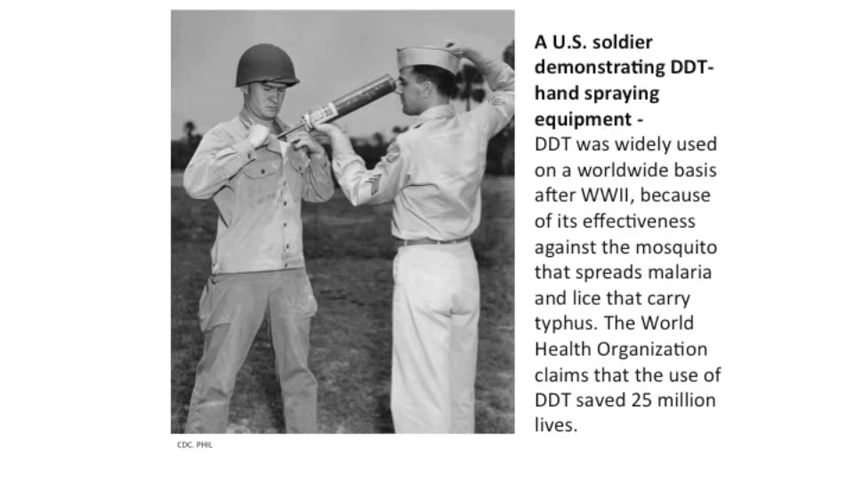 A U.S. soldier
demonstrating DDT-
hand spraying
equipment -
DDT was widely used
on a worldwide basis
after WWII, because
of its effectiveness
against the mosquito
that spreads malaria
and lice that carry
typhus. The World
Health Organization
claims that the use of
DDT saved 25 million
lives.
CDC. PHIL